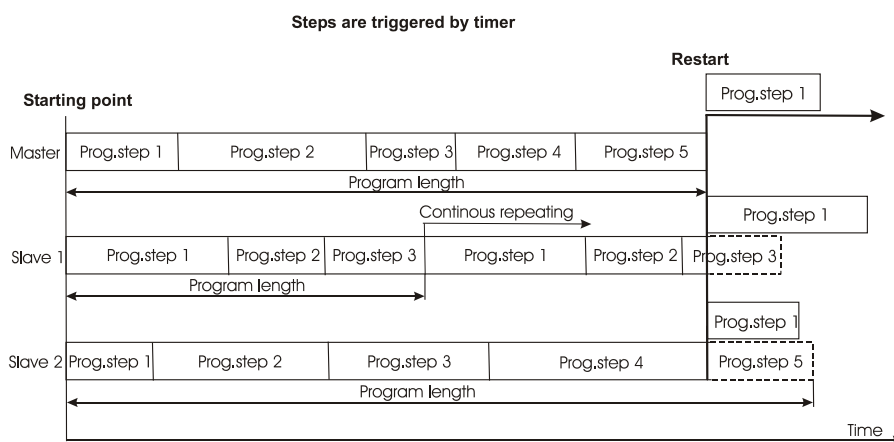 Steps are triggered by timer
Restart
Prog.step 1
Starting point
Master Prog.step 1 Prog.step 2 Prog.step 3 Prog.step 4 Prog.step 5
Program length
Prog.step 1
Continous repeating
Slave 1 Prog.step 1 Prog.step 2 Prog.step 3 Prog.step 1 Prog.step 2 Prog.step 3
Program length
Prog.step 1
Slave 2 Prog.step 1 Prog.step 2 Prog.step 3 Prog.step 4 Prog.step 5
Program length
Time